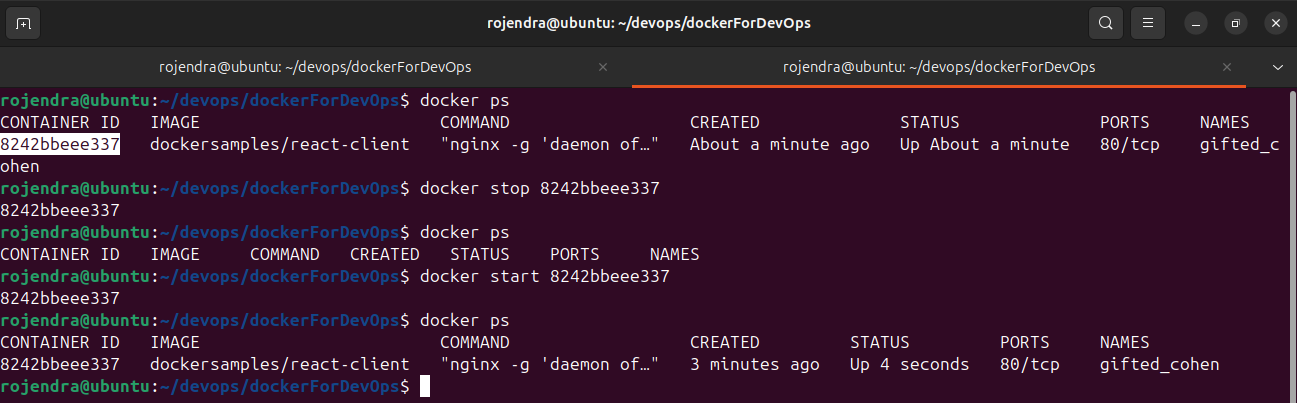 rojendra@ubuntu: ~/devops/dockerForDevOps
rojendra@ubuntu: ~/devops/dockerForDevOps × rojendra@ubuntu: ~/devops/dockerForDevOps ×
rojendra@ubuntu:~/devops/dockerForDevOps$ docker ps
CONTAINER ID   IMAGE                        COMMAND                  CREATED              STATUS              PORTS     NAMES
8242bbeee337   dockersamples/react-client   "nginx -g 'daemon of…"   About a minute ago   Up About a minute   80/tcp    gifted_c
ohen
rojendra@ubuntu:~/devops/dockerForDevOps$ docker stop 8242bbeee337
8242bbeee337
rojendra@ubuntu:~/devops/dockerForDevOps$ docker ps
CONTAINER ID   IMAGE     COMMAND   CREATED   STATUS    PORTS     NAMES
rojendra@ubuntu:~/devops/dockerForDevOps$ docker start 8242bbeee337
8242bbeee337
rojendra@ubuntu:~/devops/dockerForDevOps$ docker ps
CONTAINER ID   IMAGE                        COMMAND                  CREATED         STATUS         PORTS     NAMES
8242bbeee337   dockersamples/react-client   "nginx -g 'daemon of…"   3 minutes ago   Up 4 seconds   80/tcp    gifted_cohen
rojendra@ubuntu:~/devops/dockerForDevOps$